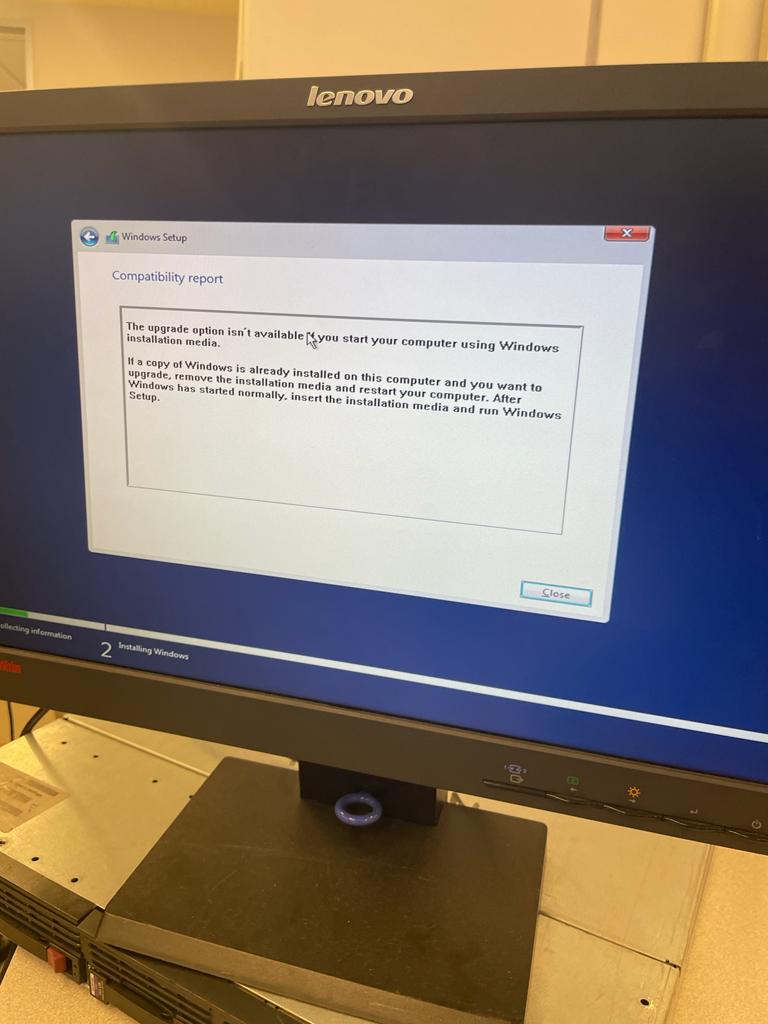 lenovo
Windows Setup
Compatibility report
The upgrade option isn't available if you start your computer using Windows
installation media.
If a copy of Windows is already installed on this computer and you want to
upgrade, remove the installation media and restart your computer. After
Windows has started normally, insert the installation media and run Windows
Setup.
Close
ollecting information
2 Installing Windows